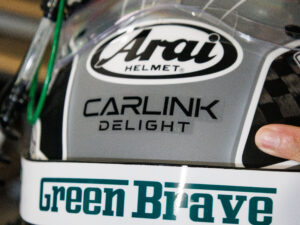 Arai
HELMET
CARLINK
DELIGHT
Green Brave